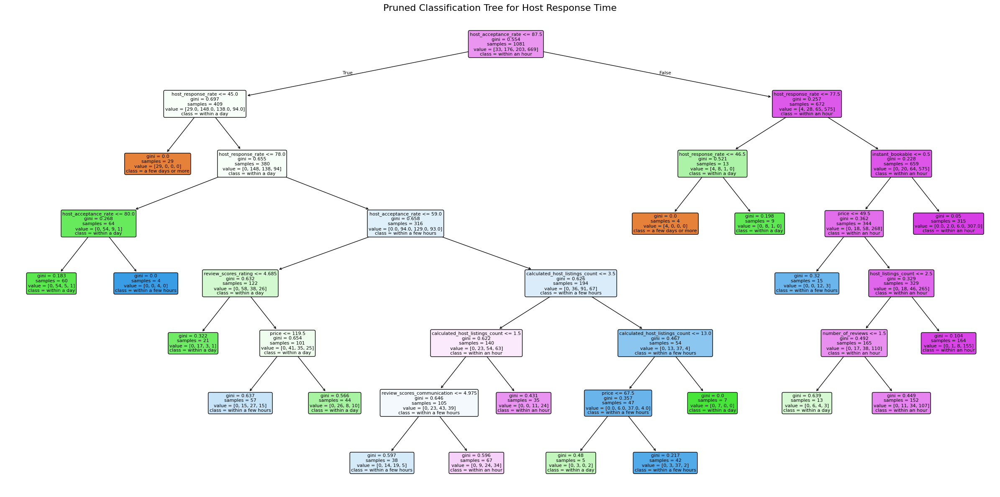 Pruned Classification Tree for Host Response Time
host_acceptance_rate <= 87.5
gini = 0.554
samples = 1081
value = [33, 176, 203, 669]
class = within an hour
True
False
host_response_rate <= 45.0
gini = 0.697
samples = 409
value = [29.0, 148.0, 138.0, 94.0]
class = within a day
host_response_rate <= 77.5
gini = 0.257
samples = 672
value = [4, 28, 65, 575]
class = within an hour
gini = 0.0
samples = 29
value = [29, 0, 0, 0]
class = a few days or more
host_response_rate <= 78.0
gini = 0.655
samples = 380
value = [0, 148, 138, 94]
class = within a day
host_response_rate <= 46.5
gini = 0.521
samples = 13
value = [4, 8, 1, 0]
class = within a day
instant_bookable <= 0.5
gini = 0.228
samples = 659
value = [0, 20, 64, 575]
class = within an hour
host_acceptance_rate <= 80.0
gini = 0.268
samples = 64
value = [0, 54, 9, 1]
class = within a day
host_acceptance_rate <= 59.0
gini = 0.658
samples = 316
value = [0.0, 94.0, 129.0, 93.0]
class = within a few hours
gini = 0.0
samples = 4
value = [4, 0, 0, 0]
class = a few days or more
gini = 0.198
samples = 9
value = [0, 8, 1, 0]
class = within a day
price <= 49.5
gini = 0.362
samples = 344
value = [0, 18, 58, 268]
class = within an hour
gini = 0.05
samples = 315
value = [0.0, 2.0, 6.0, 307.0]
class = within an hour
gini = 0.183
samples = 60
value = [0, 54, 5, 1]
class = within a day
gini = 0.0
samples = 4
value = [0, 0, 4, 0]
class = within a few hours
review_scores_rating <= 4.685
gini = 0.632
samples = 122
value = [0, 58, 38, 26]
class = within a day
calculated_host_listings_count <= 3.5
gini = 0.626
samples = 194
value = [0, 36, 91, 67]
class = within a few hours
gini = 0.32
samples = 15
value = [0, 0, 12, 3]
class = within a few hours
host_listings_count <= 2.5
gini = 0.329
samples = 329
value = [0, 18, 46, 265]
class = within an hour
gini = 0.322
samples = 21
value = [0, 17, 3, 1]
class = within a day
price <= 119.5
gini = 0.654
samples = 101
value = [0, 41, 35, 25]
class = within a day
calculated_host_listings_count <= 1.5
gini = 0.622
samples = 140
value = [0, 23, 54, 63]
class = within an hour
calculated_host_listings_count <= 13.0
gini = 0.467
samples = 54
value = [0, 13, 37, 4]
class = within a few hours
number_of_reviews <= 1.5
gini = 0.492
samples = 165
value = [0, 17, 38, 110]
class = within an hour
gini = 0.104
samples = 164
value = [0, 1, 8, 155]
class = within an hour
gini = 0.637
samples = 57
value = [0, 15, 27, 15]
class = within a few hours
gini = 0.566
samples = 44
value = [0, 26, 8, 10]
class = within a day
review_scores_communication <= 4.975
gini = 0.646
samples = 105
value = [0, 23, 43, 39]
class = within a few hours
gini = 0.431
samples = 35
value = [0, 0, 11, 24]
class = within an hour
price <= 67.5
gini = 0.357
samples = 47
value = [0.0, 6.0, 37.0, 4.0]
class = within a few hours
gini = 0.0
samples = 7
value = [0, 7, 0, 0]
class = within a day
gini = 0.639
samples = 13
value = [0, 6, 4, 3]
class = within a day
gini = 0.449
samples = 152
value = [0, 11, 34, 107]
class = within an hour
gini = 0.597
samples = 38
value = [0, 14, 19, 5]
class = within a few hours
gini = 0.596
samples = 67
value = [0, 9, 24, 34]
class = within an hour
gini = 0.48
samples = 5
value = [0, 3, 0, 2]
class = within a day
gini = 0.217
samples = 42
value = [0, 3, 37, 2]
class = within a few hours